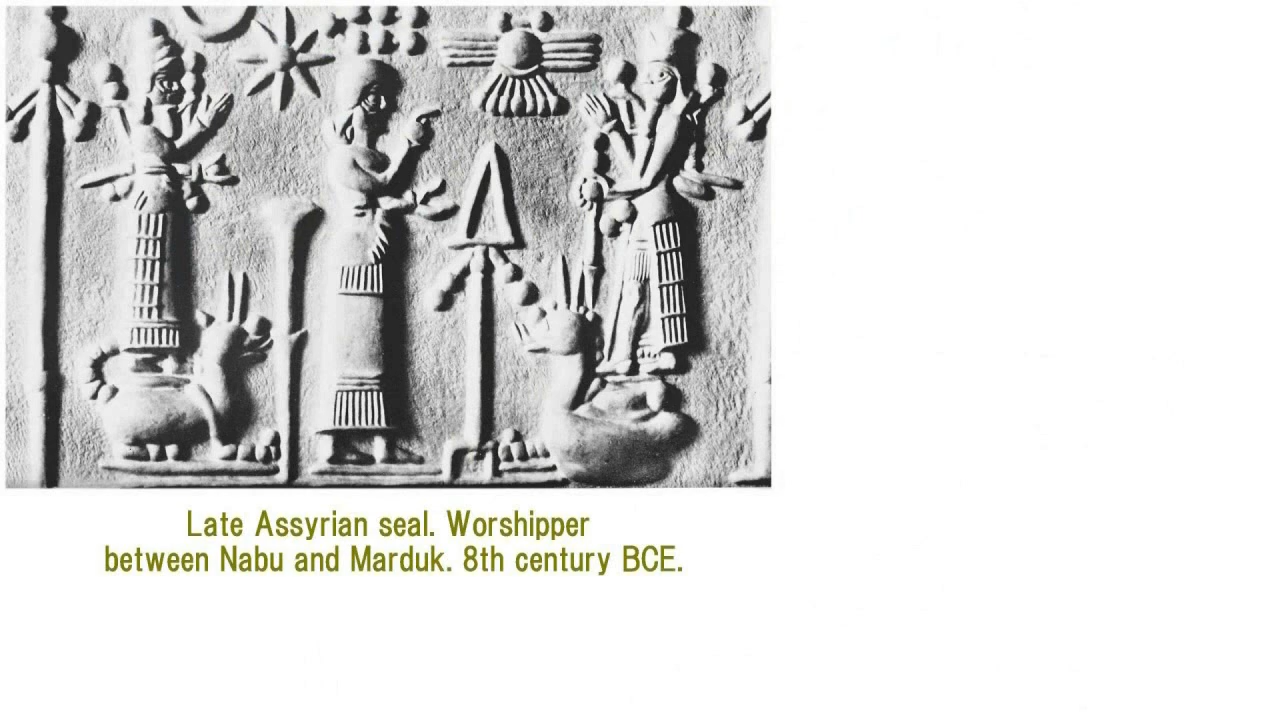 Late Assyrian seal. Worshipper
between Nabu and Marduk. 8th century BCE.